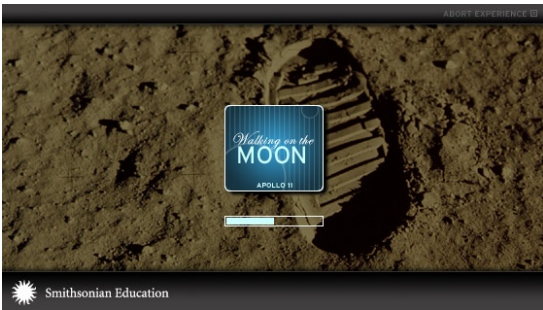 ABORT EXPERIENCE
Walking on the
MOON
APOLLO 11
Smithsonian Education